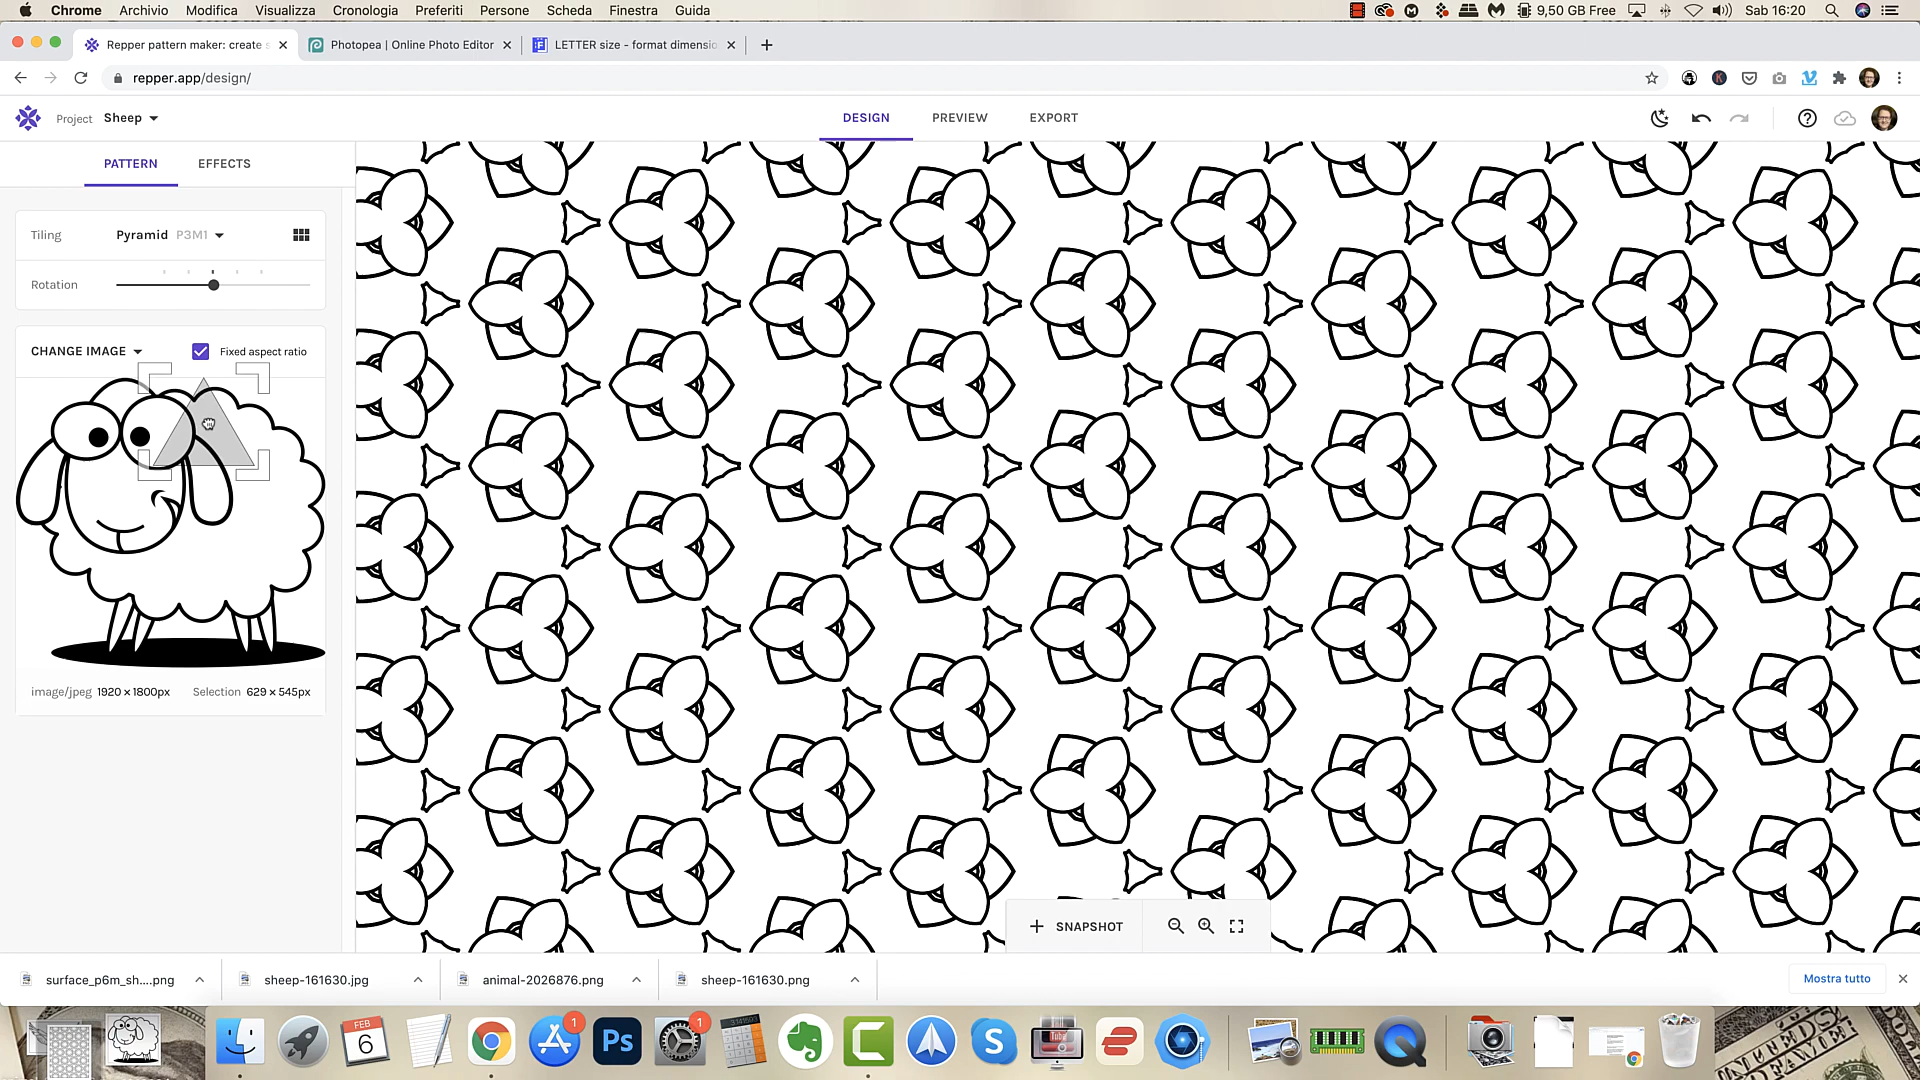 Chrome Archivio Modifica Visualizza Cronologia Preferiti Persone Scheda Finestra Guida 9,50 GB Free Sab 16:20
Repper pattern maker: create s Photopea | Online Photo Editor LETTER size - format dimensio
repper.app/design/
Project Sheep DESIGN PREVIEW EXPORT
PATTERN EFFECTS
Tiling Pyramid P3M1
Rotation
CHANGE IMAGE Fixed aspect ratio
image/jpeg 1920 × 1800px Selection 629 × 545px
SNAPSHOT
surface_p6m_sh....png sheep-161630.jpg animal-2026876.png sheep-161630.png Mostra tutto
FEB
6
1
Ps
1